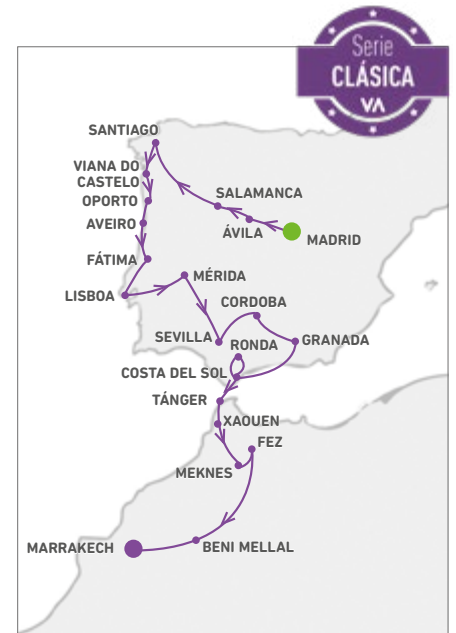 Serie
CLÁSICA
VA
SANTIAGO
VIANA DO
CASTELO
OPORTO
SALAMANCA
AVEIRO
ÁVILA
MADRID
FÁTIMA
MÉRIDA
LISBOA
CORDOBA
SEVILLA
RONDA
GRANADA
COSTA DEL SOL
TÁNGER
XAOUEN
FEZ
MEKNES
MARRAKECH
BENI MELLAL